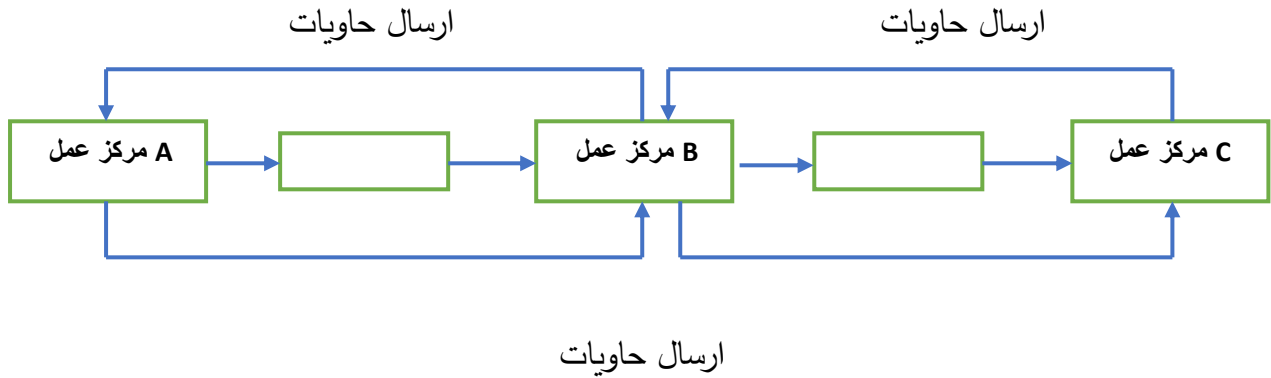 ارسال حاويات
ارسال حاويات
مركز عمل A
مركز عمل B
مركز عمل C
ارسال حاويات